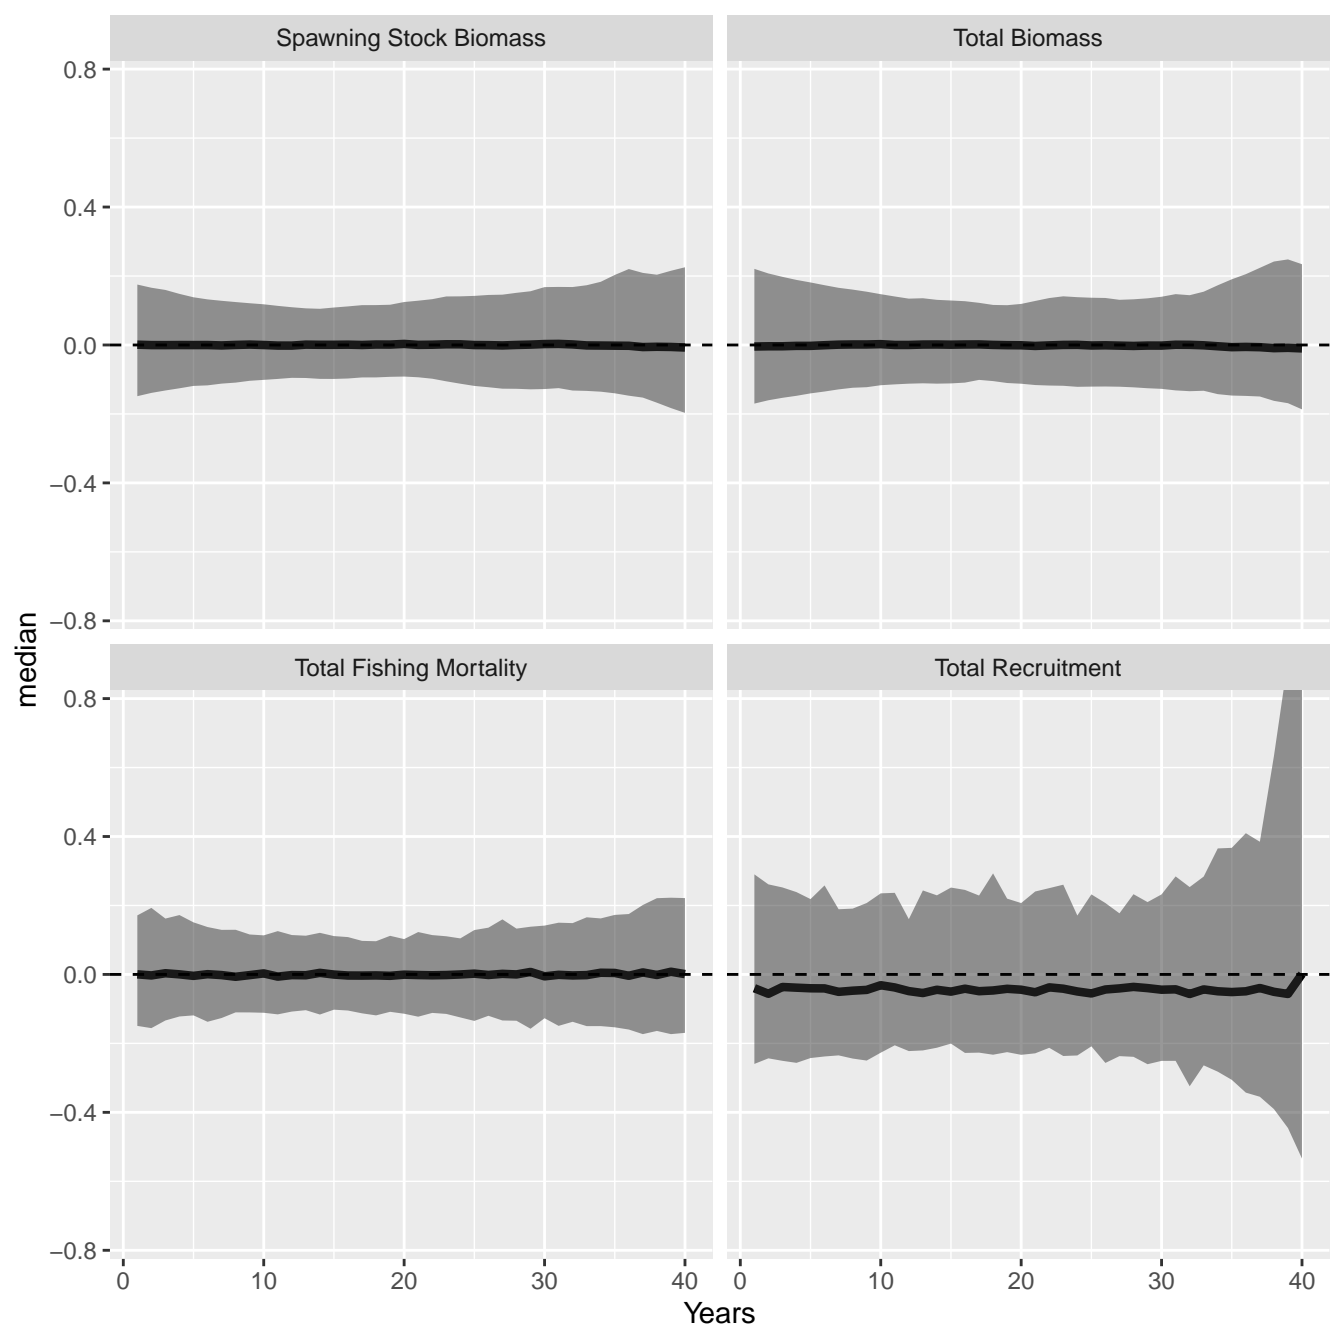 Spawning Stock Biomass
Total Biomass
0.8
0.4
0.0
−0.4
−0.8
median
Total Fishing Mortality
Total Recruitment
0.8
0.4
0.0
−0.4
−0.8
0 10 20 30 40
0 10 20 30 40
Years